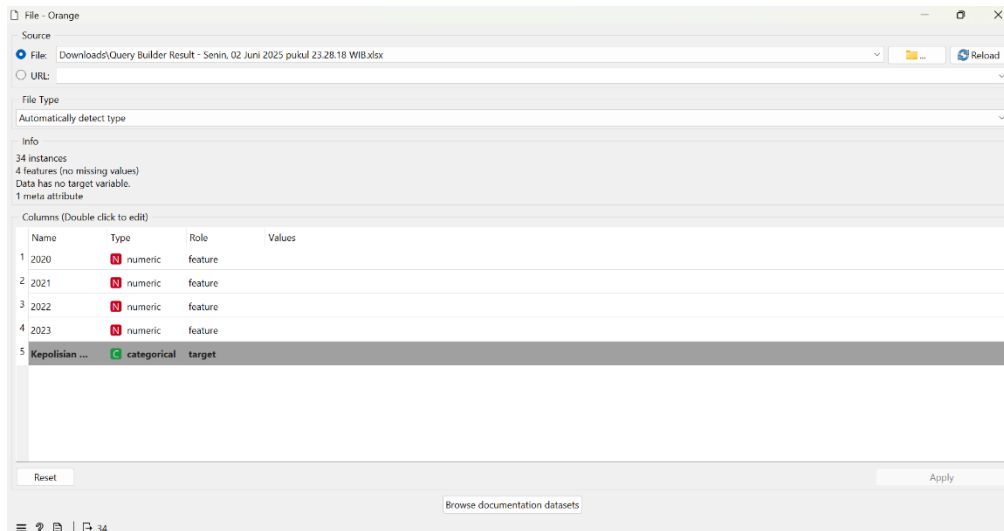 File - Orange
Source
File: Downloads\Query Builder Result - Senin, 02 Juni 2025 pukul 23.28.18 WIB.xlsx ... Reload
URL:
File Type
Automatically detect type
Info
34 instances
4 features (no missing values)
Data has no target variable.
1 meta attribute
Columns (Double click to edit)
Name Type Role Values
1 2020 N numeric feature
2 2021 N numeric feature
3 2022 N numeric feature
4 2023 N numeric feature
5 Kepolisian ... C categorical target
Reset Apply
Browse documentation datasets
? 34